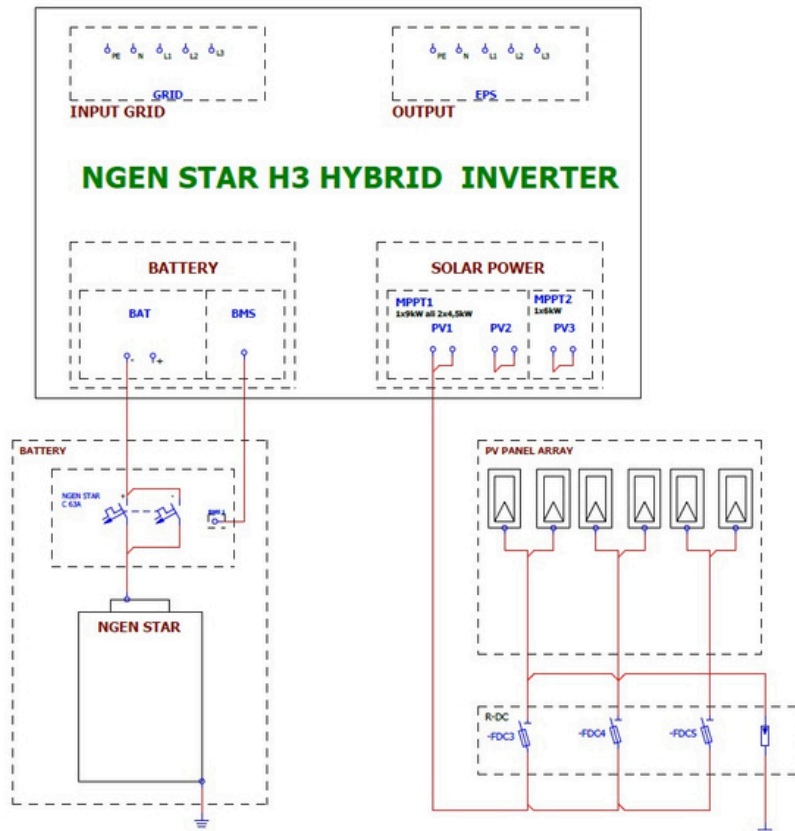 PE N L1 L2 L3
GRID
INPUT GRID
PE N L1 L2 L3
EPS
OUTPUT
NGEN STAR H3 HYBRID INVERTER
BATTERY
BAT
- +
BMS
SOLAR POWER
MPPT1
1x9kW ali 2x4,5kW
PV1
PV2
MPPT2
1x6kW
PV3
BATTERY
NGEN STAR
C 63A
+ -
NGEN STAR
PV PANEL ARRAY
R-DC
-FDC3
-FDC4
-FDC5